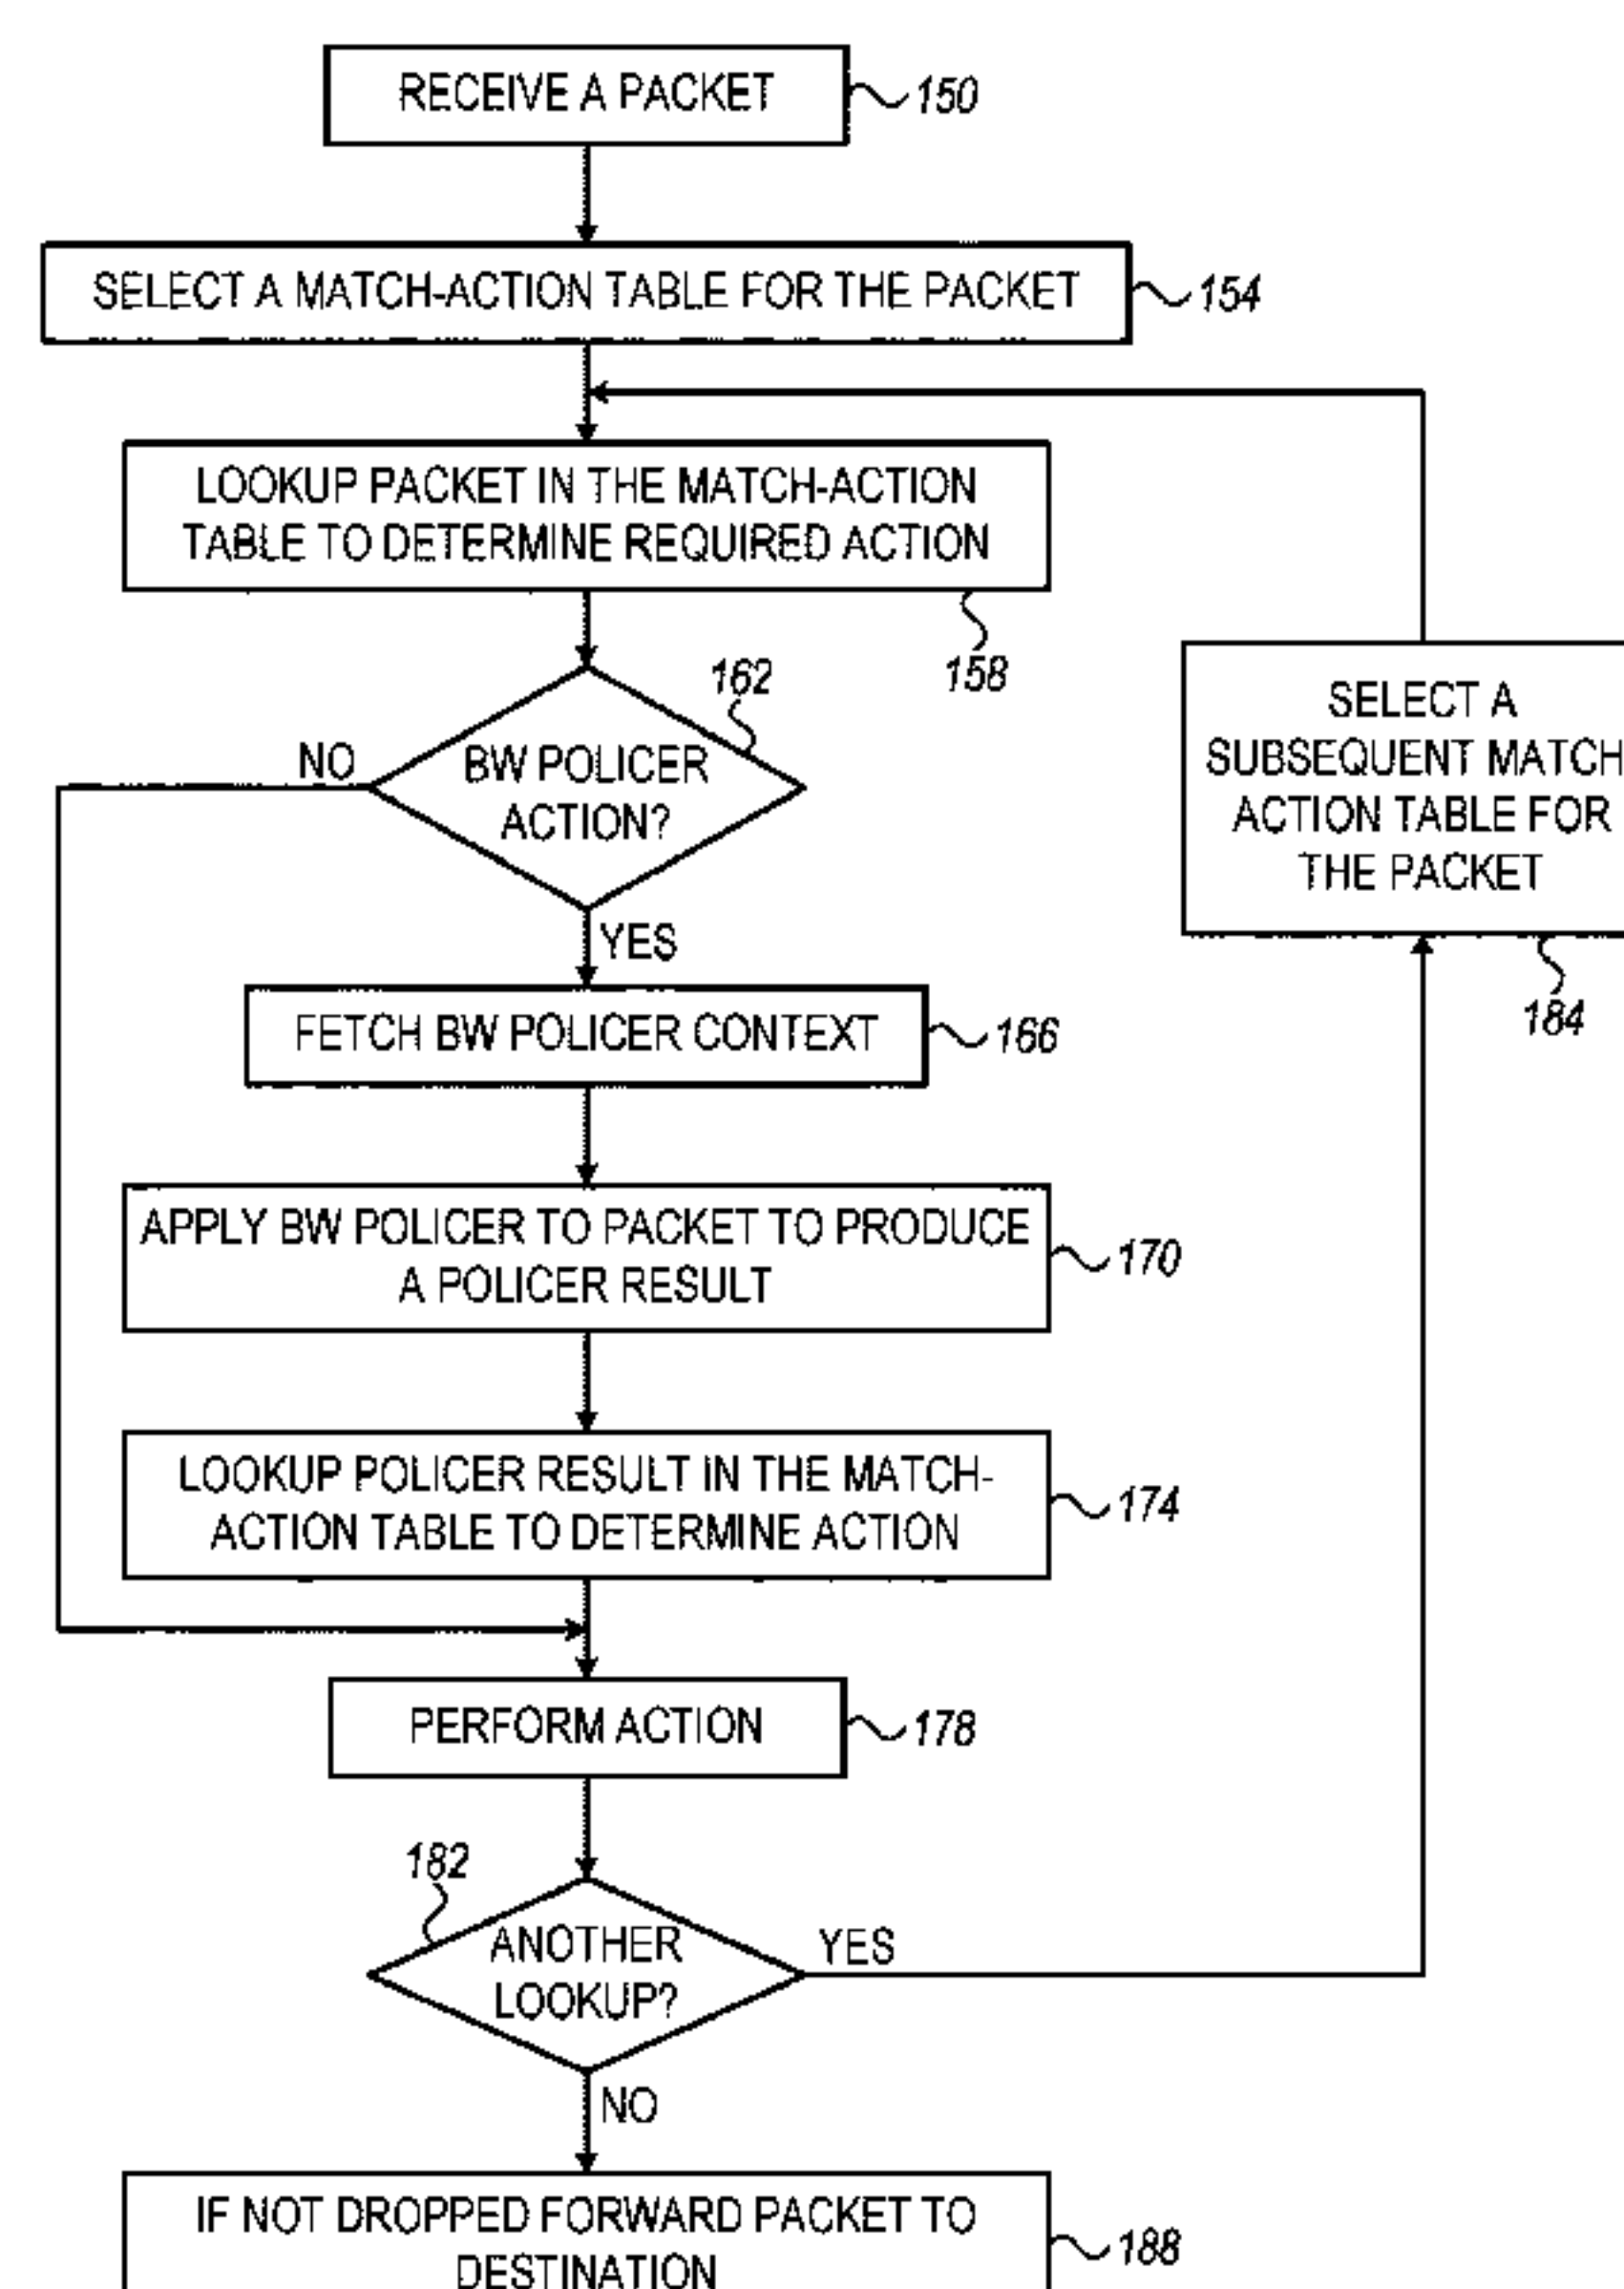 RECEIVE A PACKET
150
SELECT A MATCH-ACTION TABLE FOR THE PACKET
154
LOOKUP PACKET IN THE MATCH-ACTION
TABLE TO DETERMINE REQUIRED ACTION
158
162
NO
BW POLICER
ACTION?
YES
SELECT A
SUBSEQUENT MATCH
ACTION TABLE FOR
THE PACKET
184
FETCH BW POLICER CONTEXT
166
APPLY BW POLICER TO PACKET TO PRODUCE
A POLICER RESULT
170
LOOKUP POLICER RESULT IN THE MATCH-
ACTION TABLE TO DETERMINE ACTION
174
PERFORM ACTION
178
182
ANOTHER
LOOKUP?
YES
NO
IF NOT DROPPED FORWARD PACKET TO
DESTINATION
188